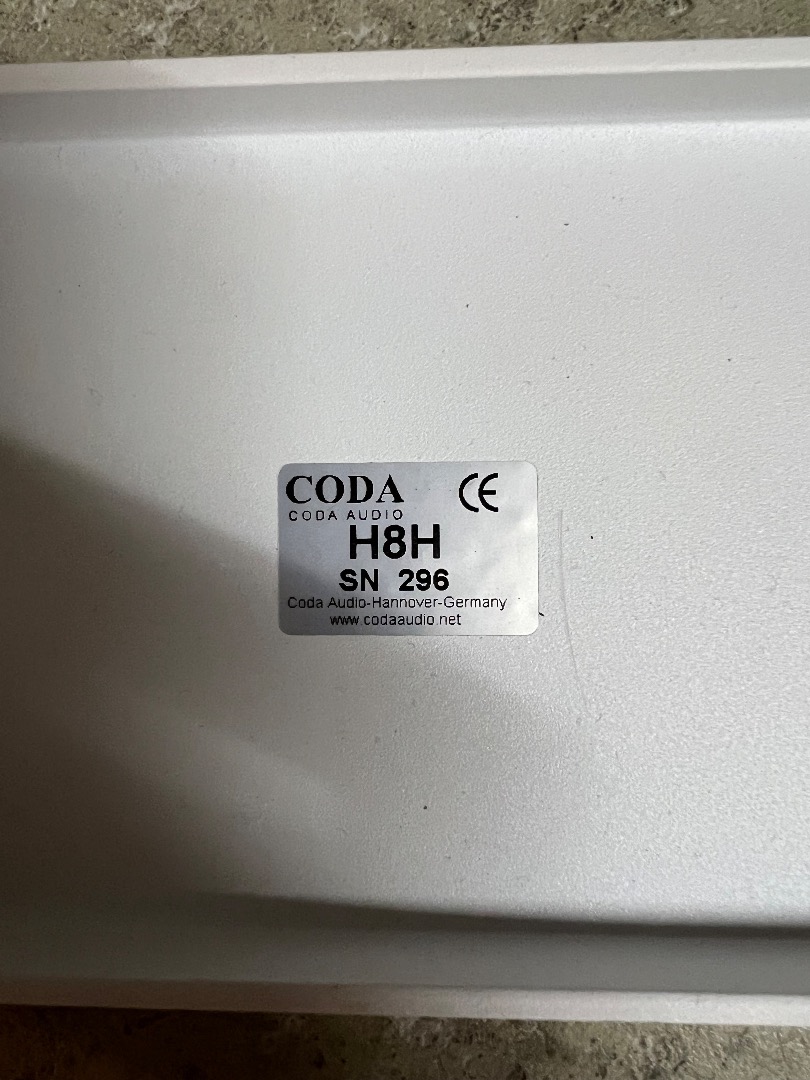 CODA CE
CODA AUDIO
H8H
SN 296
Coda Audio-Hannover-Germany
www.codaaudio.net